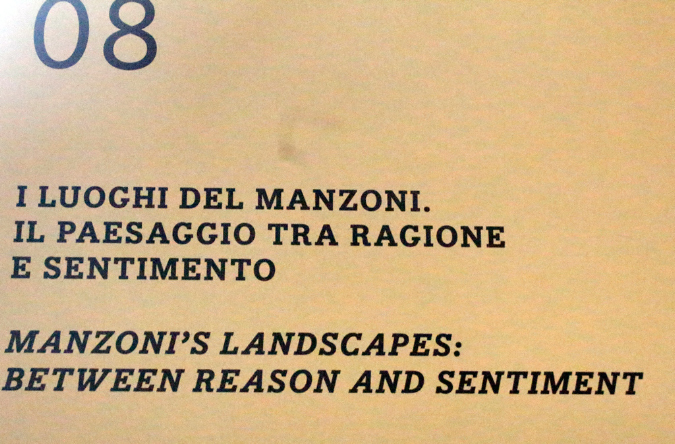 08
I LUOGHI DEL MANZONI.
IL PAESAGGIO TRA RAGIONE
E SENTIMENTO
MANZONI'S LANDSCAPES:
BETWEEN REASON AND SENTIMENT